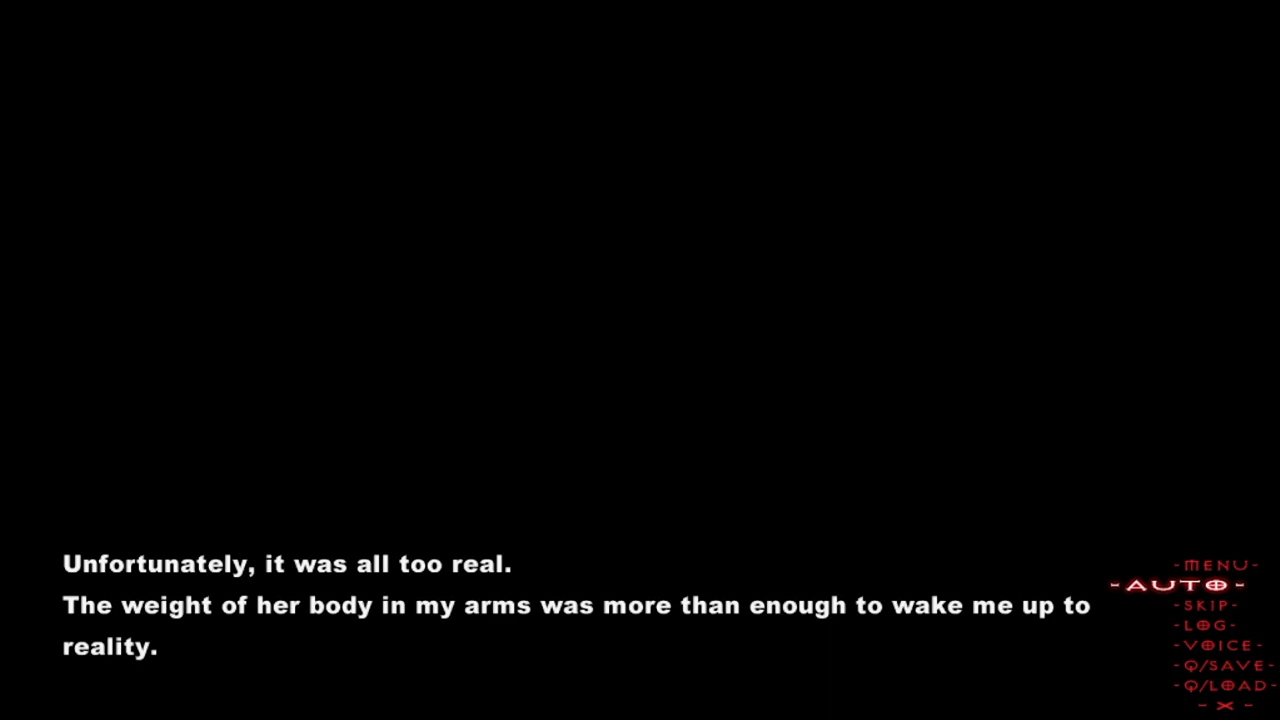 Unfortunately, it was all too real.
The weight of her body in my arms was more than enough to wake me up to
reality.
-MENU-
-AUTO-
-SKIP-
-LOG-
-VOICE-
-Q/SAVE-
-Q/LOAD-
-X-